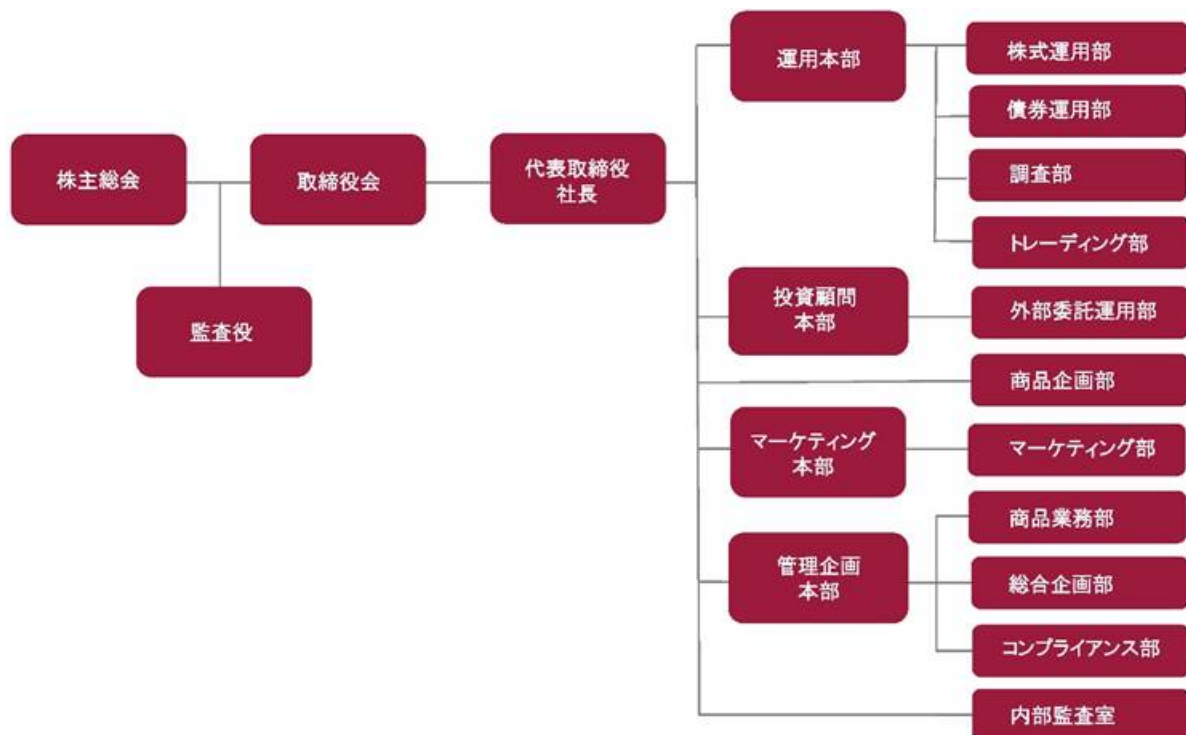 株主総会
監査役
取締役会
代表取締役
社長
運用本部
株式運用部
債券運用部
調査部
トレーディング部
投資顧問
本部
外部委託運用部
商品企画部
マーケティング
本部
マーケティング部
管理企画
本部
商品業務部
総合企画部
コンプライアンス部
内部監査室